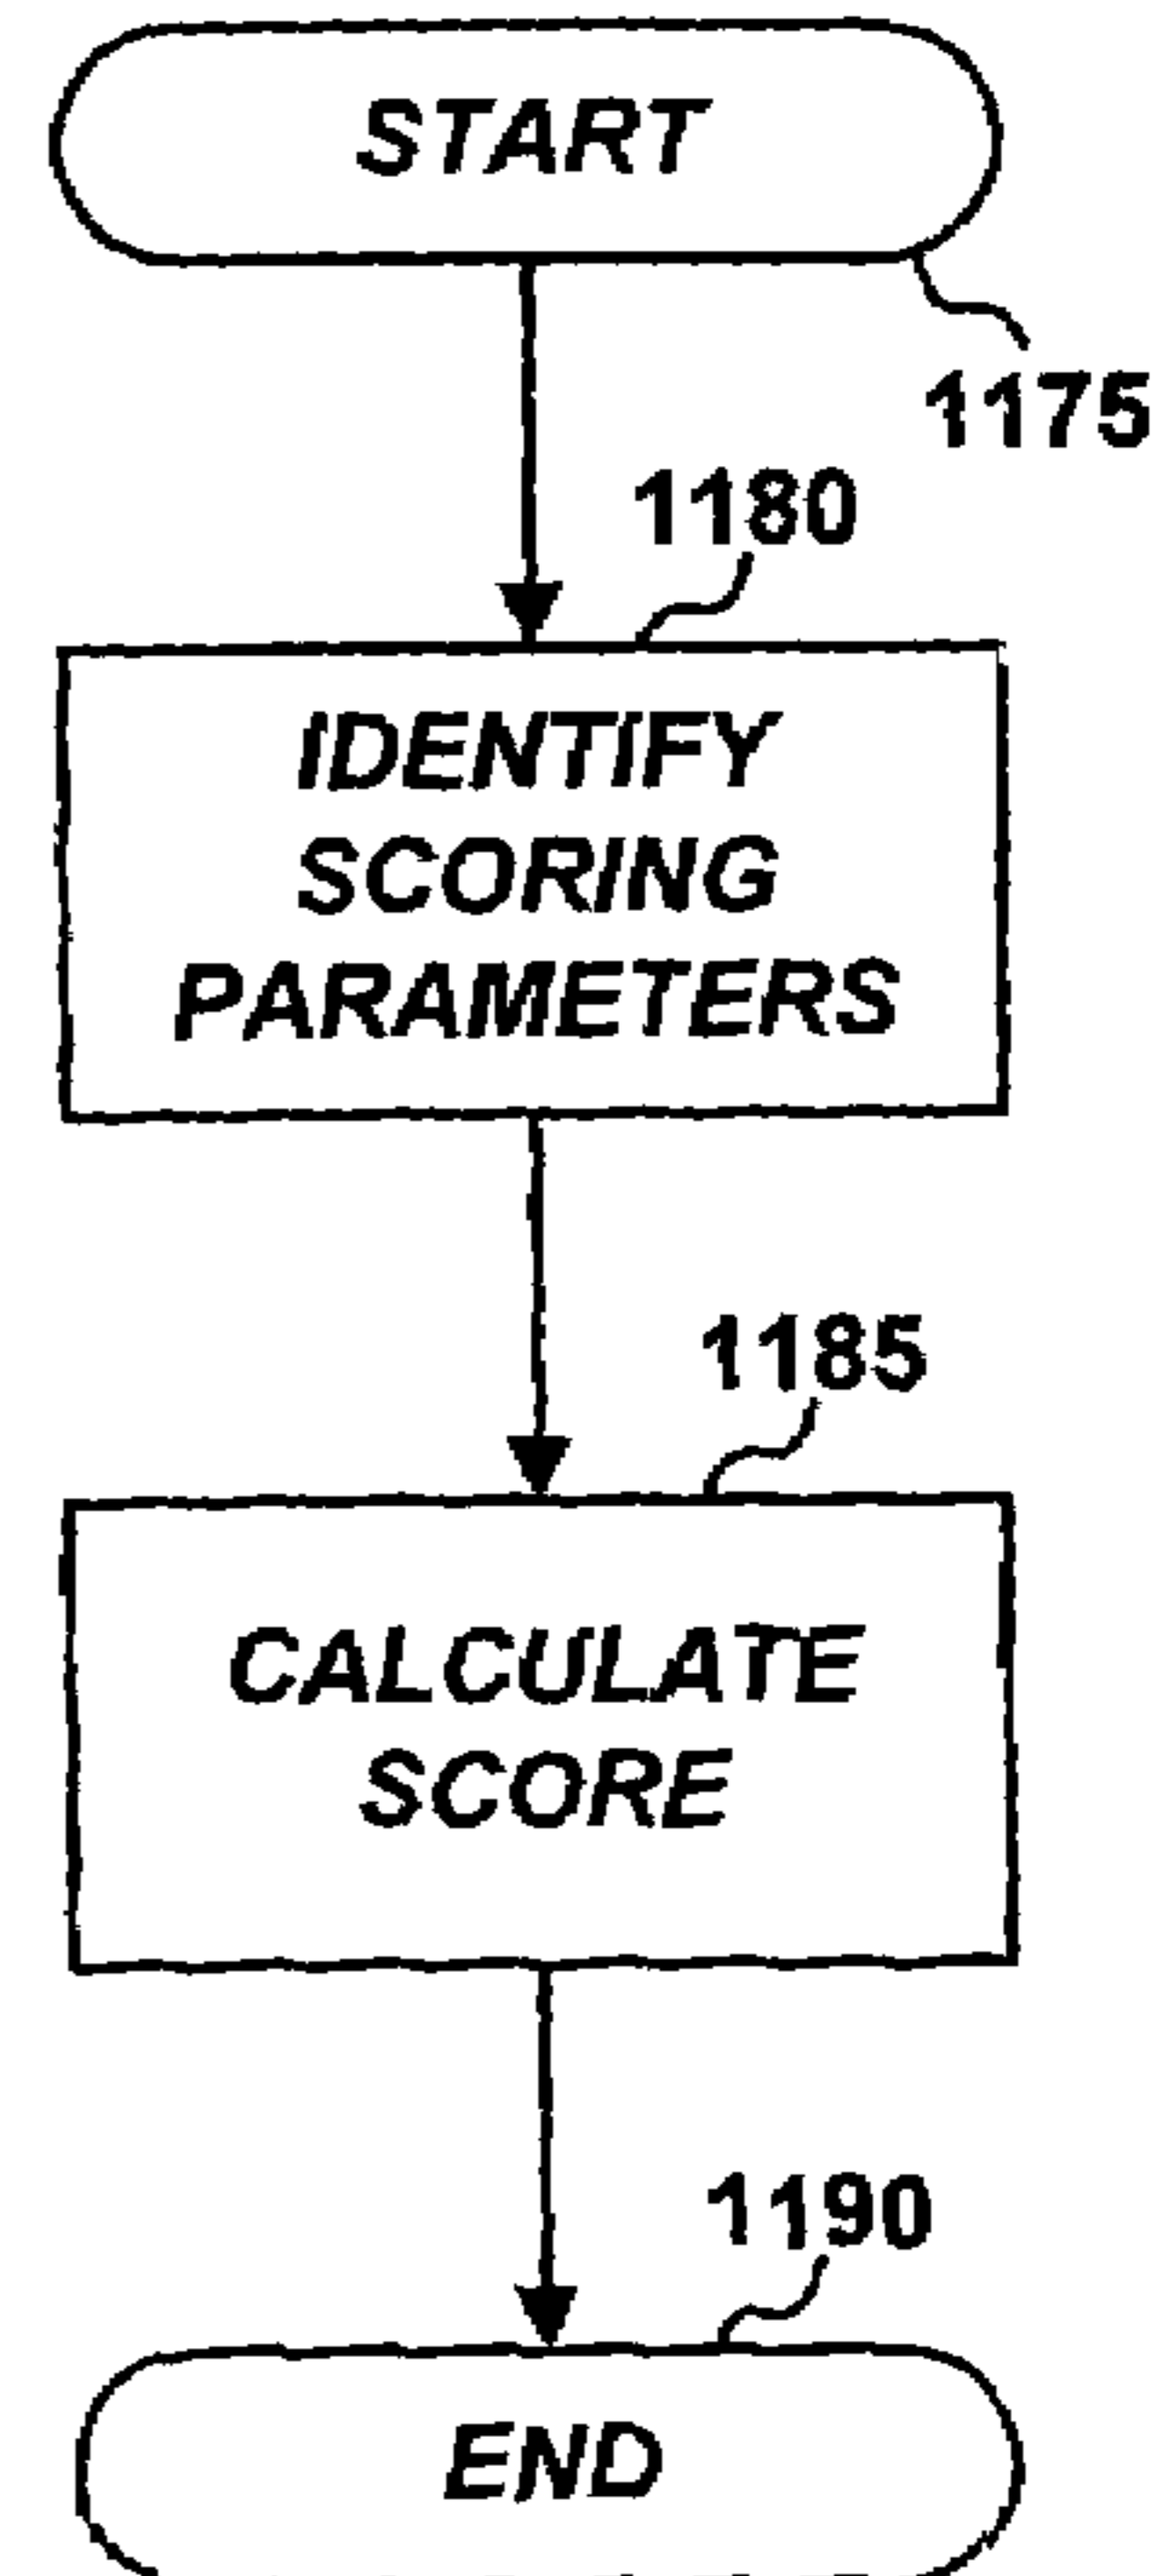 START
1175
1180
IDENTIFY
SCORING
PARAMETERS
1185
CALCULATE
SCORE
1190
END